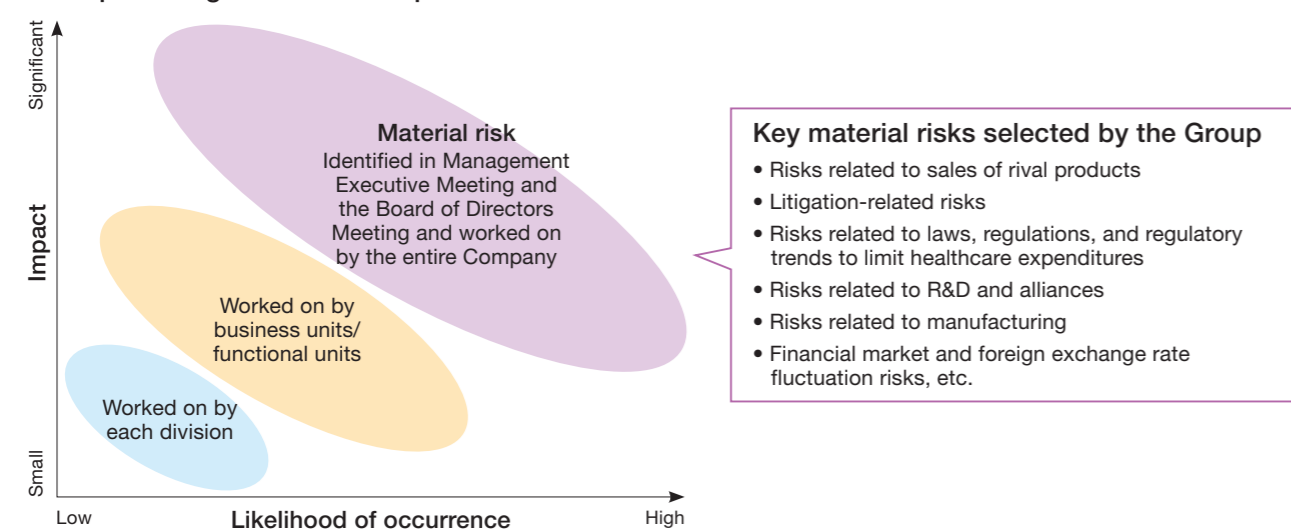 Significant
Impact
Small
Low
Likelihood of occurrence
High
Material risk
Identified in Management
Executive Meeting and
the Board of Directors
Meeting and worked on
by the entire Company
Worked on by
business units/
functional units
Worked on by
each division
Key material risks selected by the Group
• Risks related to sales of rival products
• Litigation-related risks
• Risks related to laws, regulations, and regulatory
trends to limit healthcare expenditures
• Risks related to R&D and alliances
• Risks related to manufacturing
• Financial market and foreign exchange rate
fluctuation risks, etc.